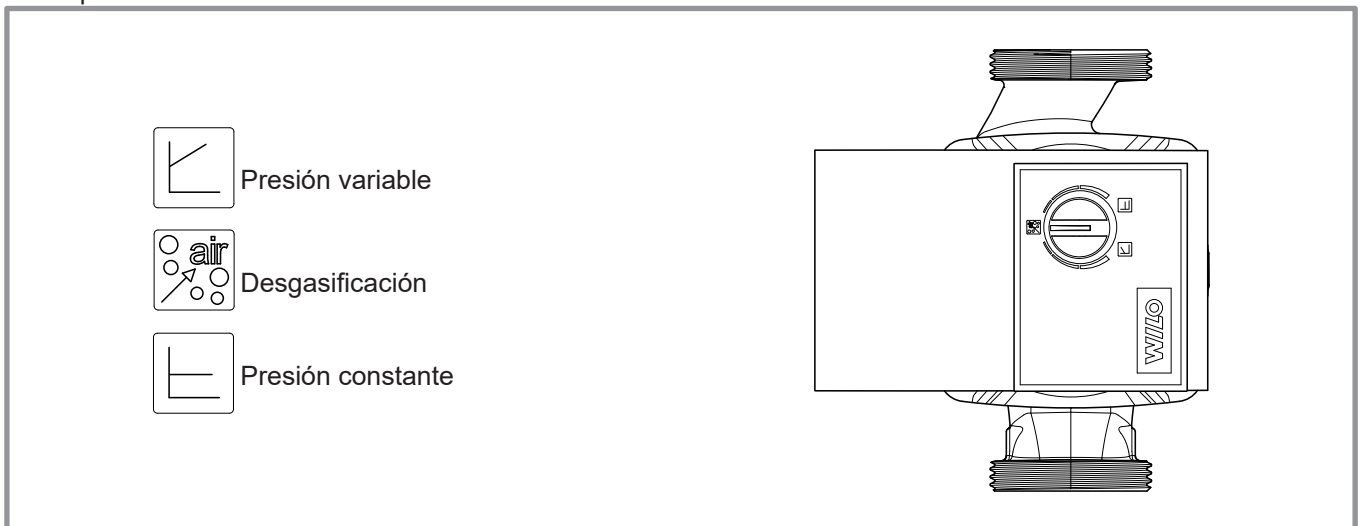 Presión variable
air
Desgasificación
Presión constante
WILO